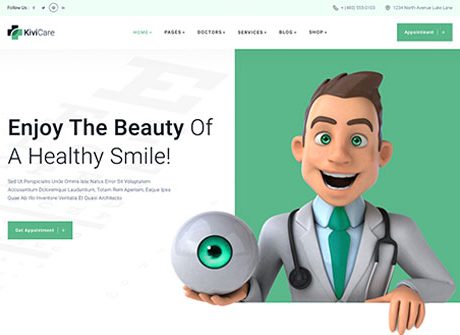 Follow Us :
+ (480) 555-0103
1234 North Avenue Luke Lane
KiviCare
HOME
PAGES
DOCTORS
SERVICES
BLOG
SHOP
Appointment
Enjoy The Beauty Of
A Healthy Smile!
Sed Ut Perspiciatis Unde Omnis Iste Natus Error Sit Voluptatem
Accusantium Doloremque Laudantium, Totam Rem Aperiam, Eaque Ipsa
Quae Ab Illo Inventore Veritatis Et Quasi Architecto
Get Appointment